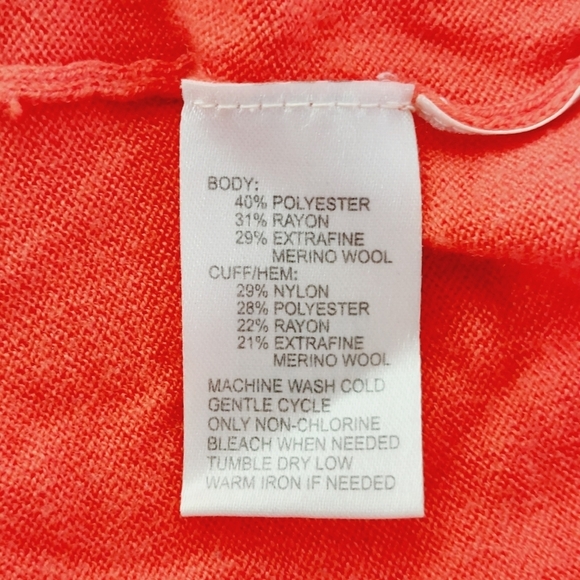 BODY:
40% POLYESTER
31% RAYON
29% EXTRAFINE
MERINO WOOL
CUFF/HEM:
29% NYLON
28% POLYESTER
22% RAYON
21% EXTRAFINE
MERINO WOOL
MACHINE WASH COLD
GENTLE CYCLE
ONLY NON-CHLORINE
BLEACH WHEN NEEDED
TUMBLE DRY LOW
WARM IRON IF NEEDED